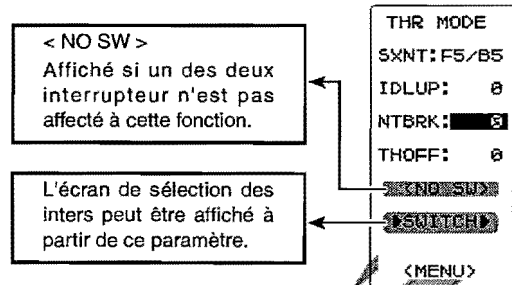 < NO SW >
Affiché si un des deux
interrupteur n'est pas
affecté à cette fonction.
L'écran de sélection des
inters peut être affiché à
partir de ce paramètre.
THR MODE
SXNT:F5/B5
IDLUP: 0
NTBRK: 0
THOFF: 0
<NO SW>
▶SWITCH▶
<MENU>